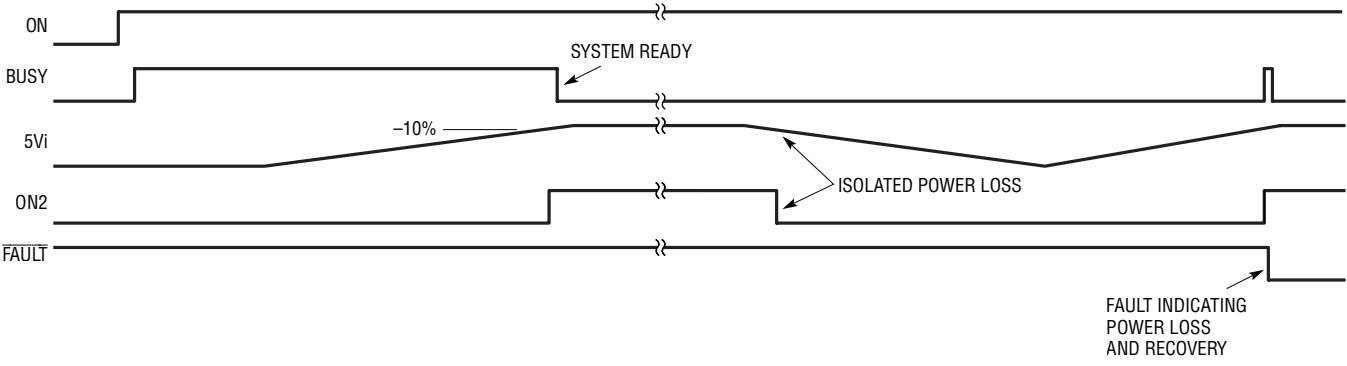 ON
BUSY
SYSTEM READY
5Vi
–10%
ISOLATED POWER LOSS
ON2
FAULT
FAULT INDICATING
POWER LOSS
AND RECOVERY